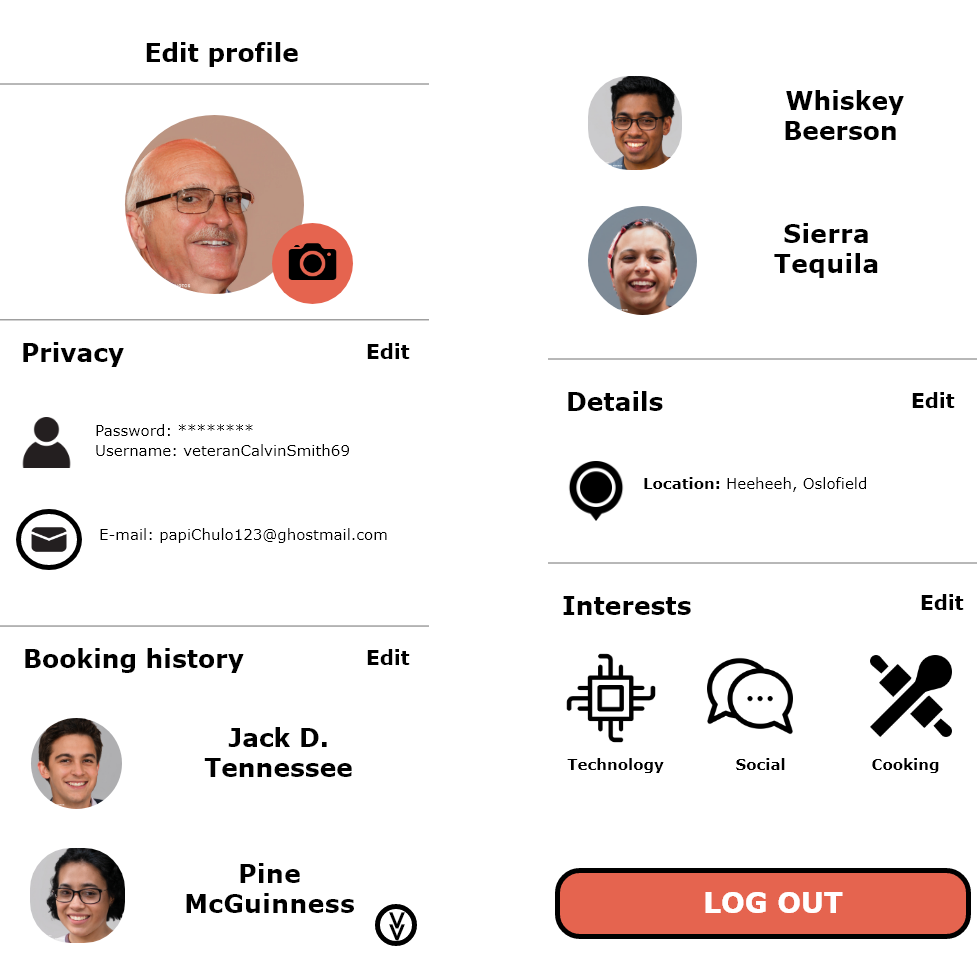 Edit profile
Privacy
Edit
Password: ********
Username: veteranCalvinSmith69
E-mail: papiChulo123@ghostmail.com
Booking history
Edit
Jack D.
Tennessee
Pine
McGuinness
Whiskey
Beerson
Sierra
Tequila
Details
Edit
Location: Heeheeh, Oslofield
Interests
Edit
Technology
Social
Cooking
LOG OUT